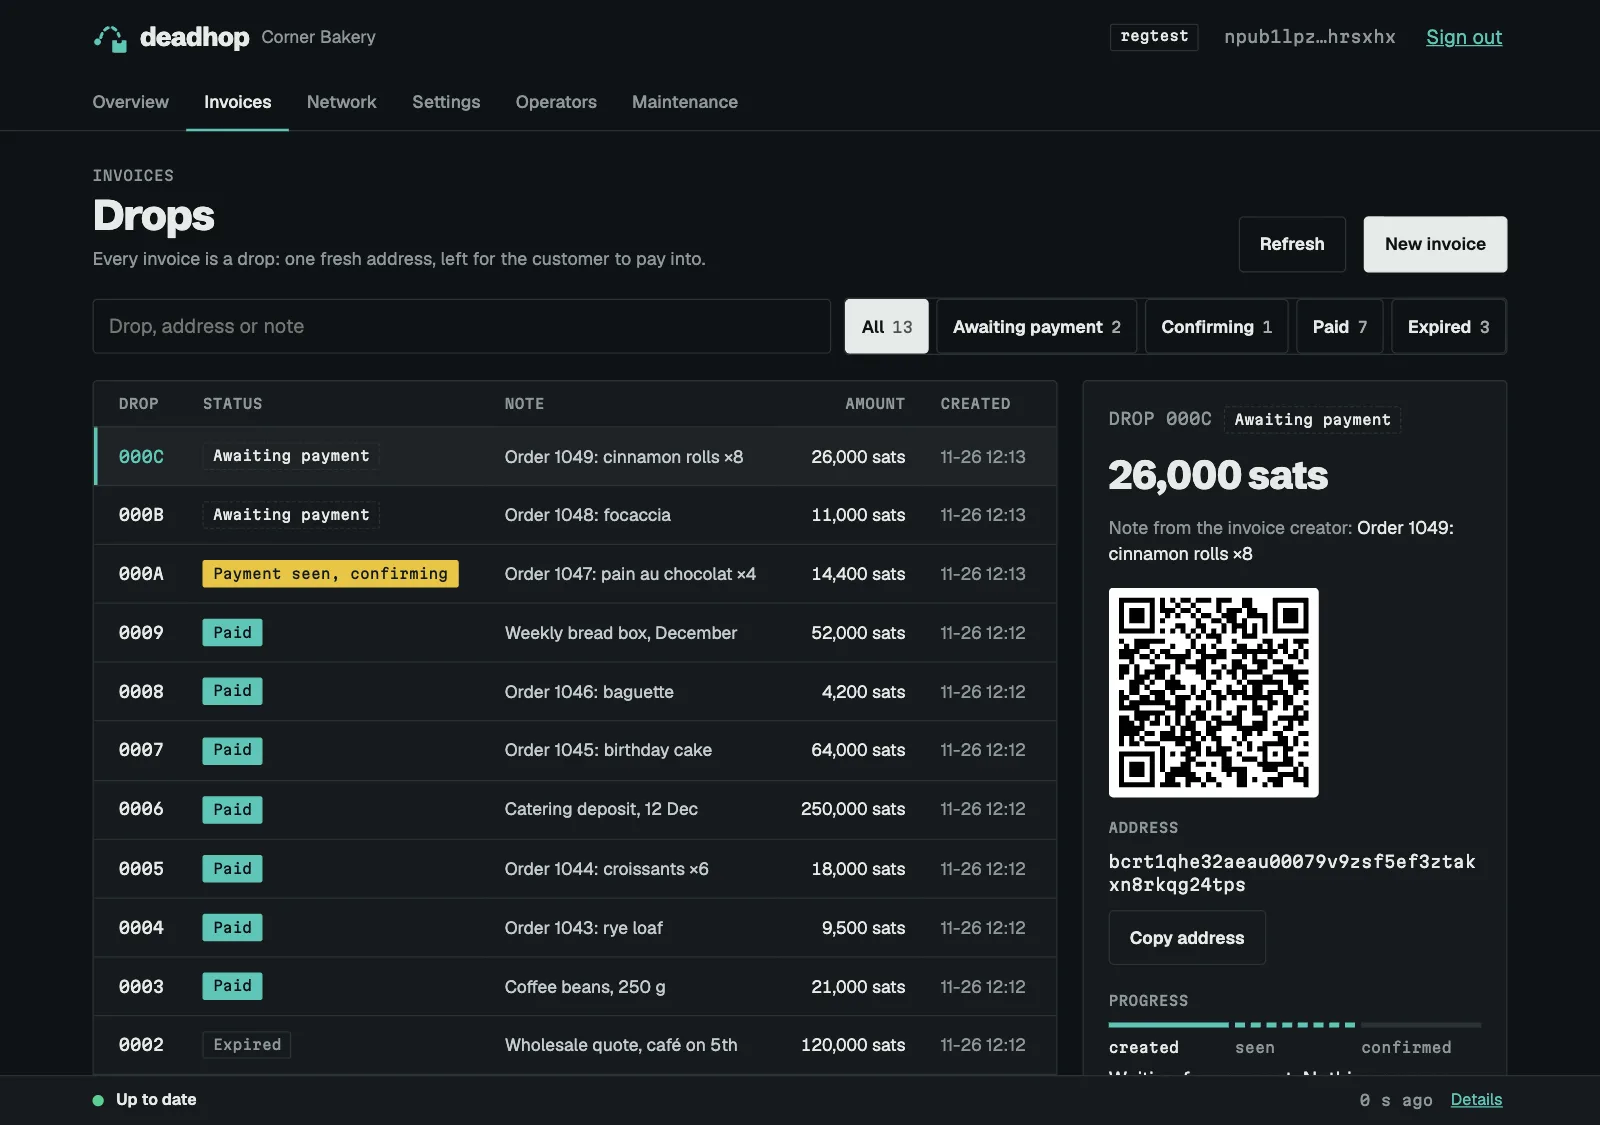 deadhop Corner Bakery
regtest npub1lpz…hrsxhx Sign out
Overview Invoices Network Settings Operators Maintenance
INVOICES
Drops
Every invoice is a drop: one fresh address, left for the customer to pay into.
Refresh New invoice
Drop, address or note
All 13 Awaiting payment 2 Confirming 1 Paid 7 Expired 3
DROP STATUS NOTE AMOUNT CREATED
000C Awaiting payment Order 1049: cinnamon rolls ×8 26,000 sats 11-26 12:13
000B Awaiting payment Order 1048: focaccia 11,000 sats 11-26 12:13
000A Payment seen, confirming Order 1047: pain au chocolat ×4 14,400 sats 11-26 12:13
0009 Paid Weekly bread box, December 52,000 sats 11-26 12:12
0008 Paid Order 1046: baguette 4,200 sats 11-26 12:12
0007 Paid Order 1045: birthday cake 64,000 sats 11-26 12:12
0006 Paid Catering deposit, 12 Dec 250,000 sats 11-26 12:12
0005 Paid Order 1044: croissants ×6 18,000 sats 11-26 12:12
0004 Paid Order 1043: rye loaf 9,500 sats 11-26 12:12
0003 Paid Coffee beans, 250 g 21,000 sats 11-26 12:12
0002 Expired Wholesale quote, café on 5th 120,000 sats 11-26 12:12
DROP 000C Awaiting payment
26,000 sats
Note from the invoice creator: Order 1049:
cinnamon rolls ×8
ADDRESS
bcrt1qhe32aeau00079v9zsf5ef3ztak
xn8rkqg24tps
Copy address
PROGRESS
created seen confirmed
Up to date 0 s ago Details